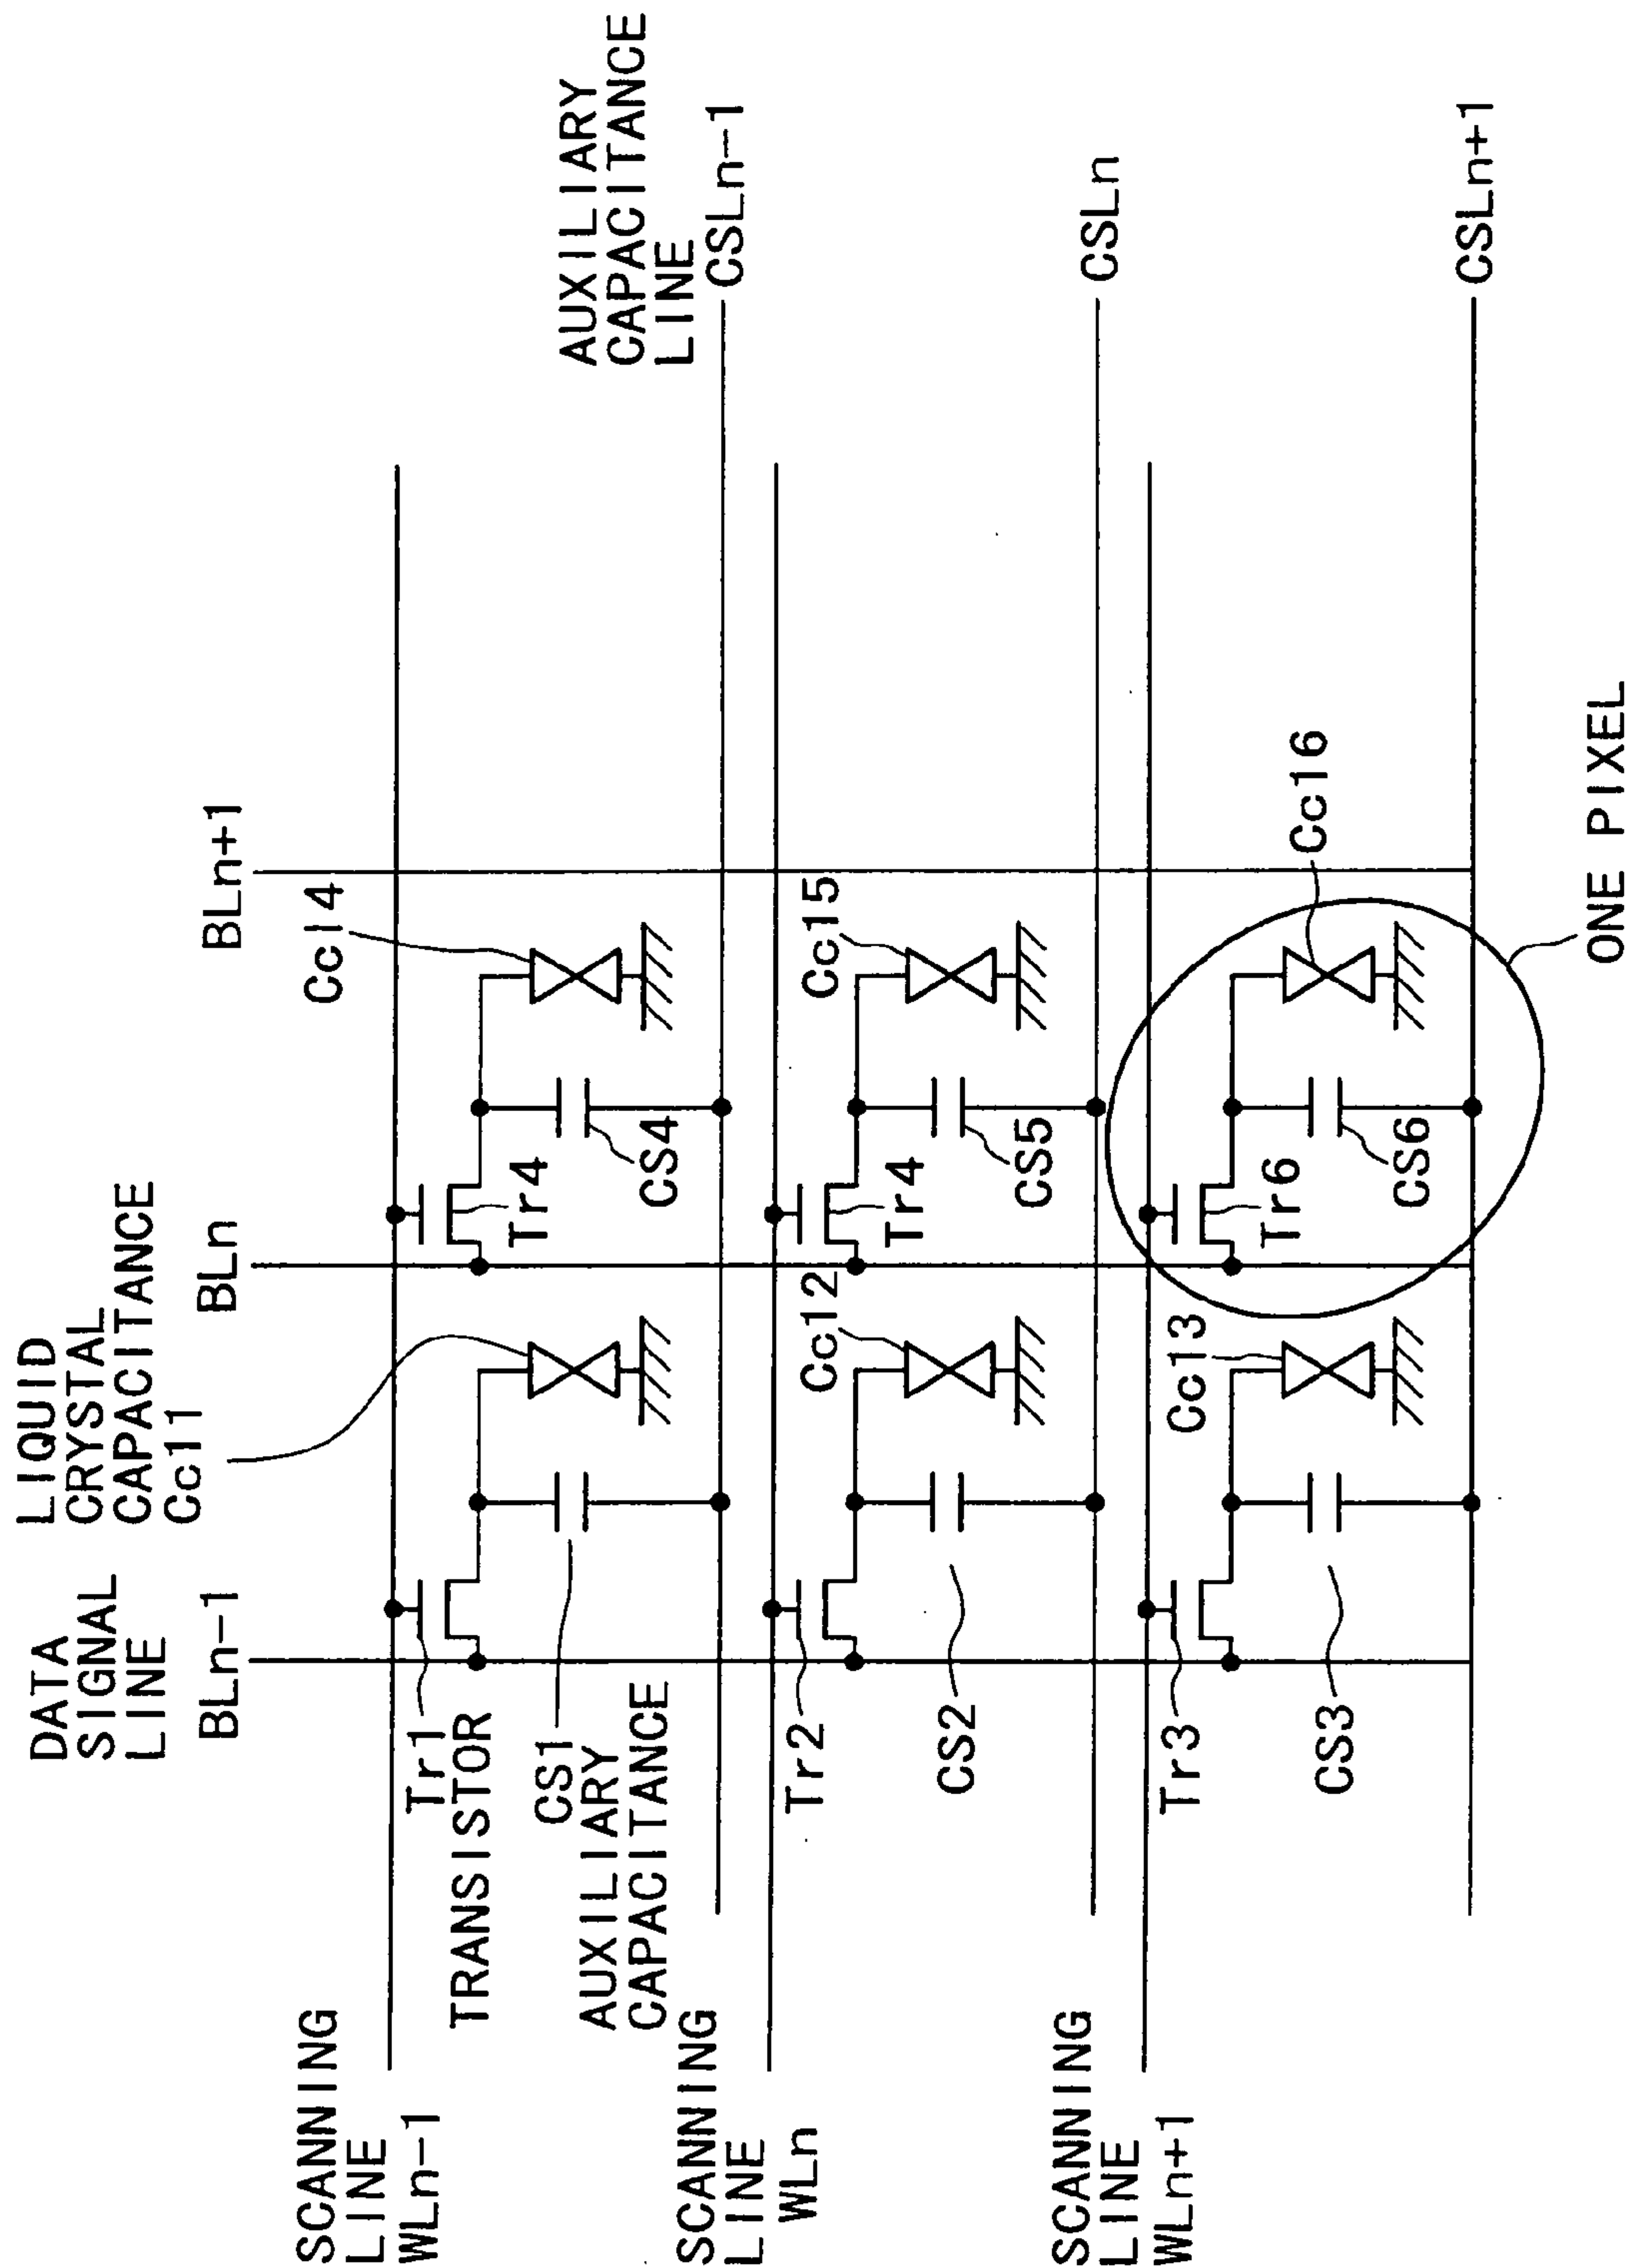 DATA
SIGNAL
LINE
BLn-1
LIQUID
CRYSTAL
CAPACITANCE
Cc11
BLn
BLn+1
SCANNING
LINE
WLn-1
Tr1
TRANSISTOR
CS1
AUXILIARY
CAPACITANCE
Tr4
CS4
Cc14
AUXILIARY
CAPACITANCE
LINE
CSLn-1
SCANNING
LINE
WLn
Tr2
CS2
Cc12
Tr4
CS5
Cc15
CSLn
SCANNING
LINE
WLn+1
Tr3
CS3
Cc13
Tr6
CS6
Cc16
CSLn+1
ONE PIXEL